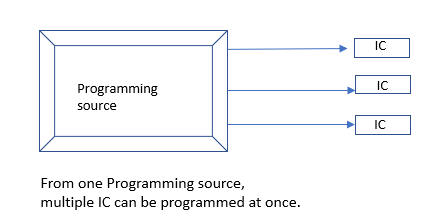 IC
Programming
source
IC
IC
From one Programming source,
multiple IC can be programmed at once.